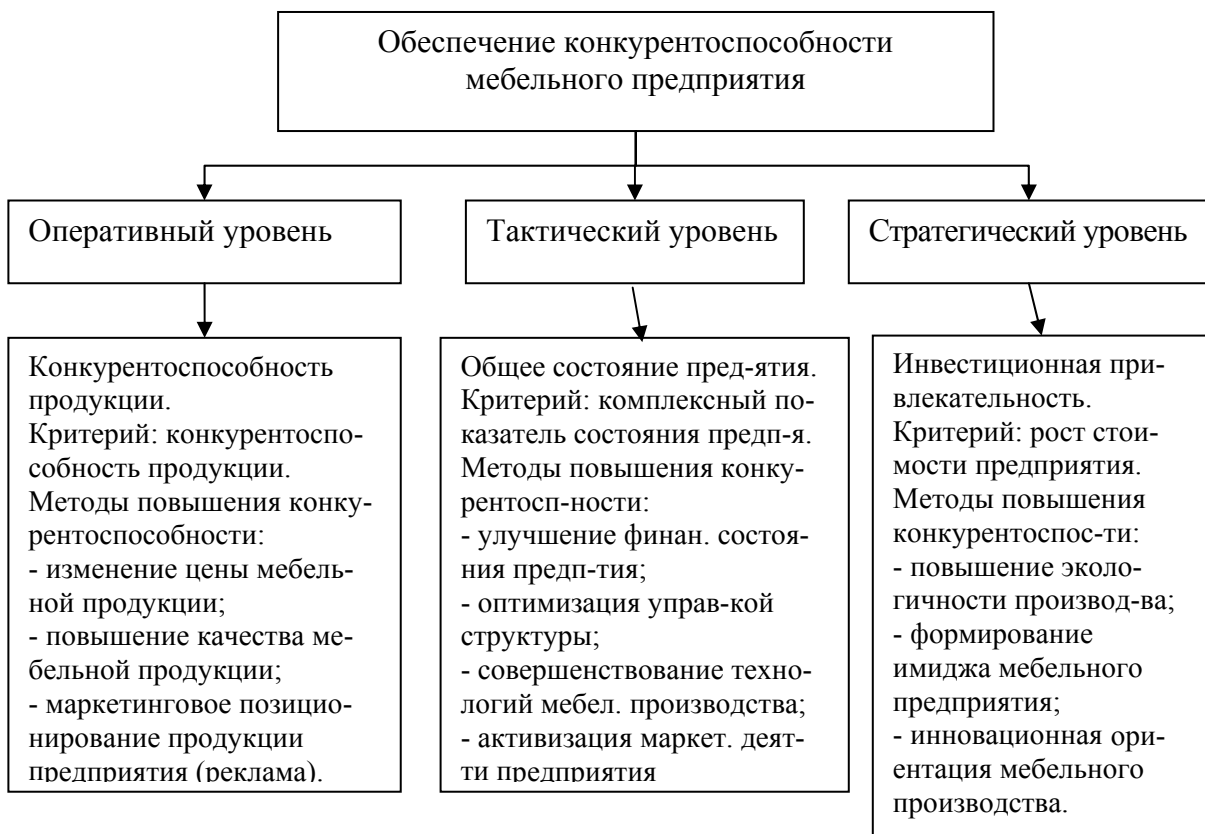 Обеспечение конкурентоспособности
мебельного предприятия
Оперативный уровень
Тактический уровень
Стратегический уровень
Конкурентоспособность
продукции.
Критерий: конкурентоспо-
собность продукции.
Методы повышения конку-
рентоспособности:
- изменение цены мебель-
ной продукции;
- повышение качества ме-
бельной продукции;
- маркетинговое позицио-
нирование продукции
предприятия (реклама).
Общее состояние пред-ятия.
Критерий: комплексный по-
казатель состояния предп-я.
Методы повышения конку-
рентосп-ности:
- улучшение финан. состоя-
ния предп-тия;
- оптимизация управ-кой
структуры;
- совершенствование техно-
логий мебел. производства;
- активизация маркет. деят-
ти предприятия
Инвестиционная при-
влекательность.
Критерий: рост стои-
мости предприятия.
Методы повышения
конкурентоспос-ти:
- повышение эколо-
гичности производ-ва;
- формирование
имиджа мебельного
предприятия;
- инновационная ори-
ентация мебельного
производства.